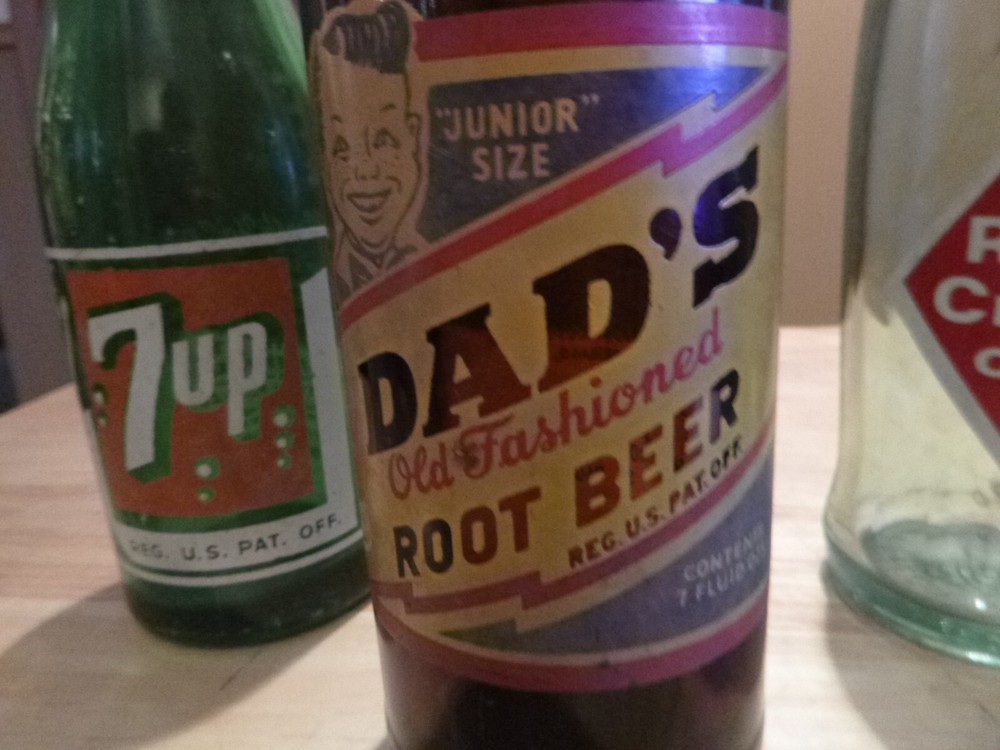 7up
REG. U.S. PAT. OFF.
"JUNIOR"
SIZE
DAD'S
Old Fashioned
ROOT BEER
REG. U.S. PAT. OFF.
CONTENTS
7 FLUID
R
C